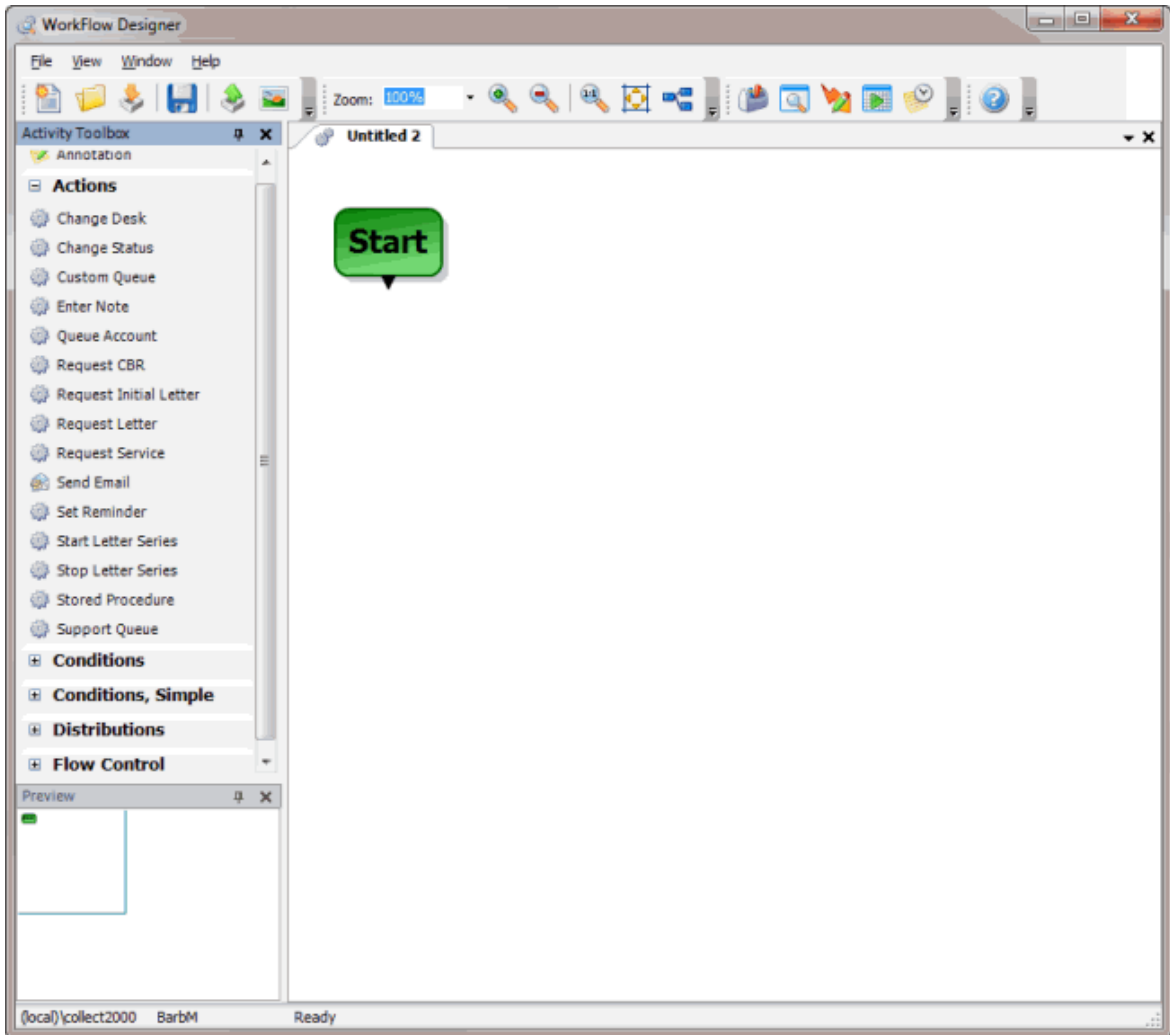 WorkFlow Designer
File View Window Help
Zoom: 100% 1:1
Activity Toolbox
Untitled 2
Annotation
Actions
Change Desk
Change Status
Custom Queue
Enter Note
Queue Account
Request CBR
Request Initial Letter
Request Letter
Request Service
Send Email
Set Reminder
Start Letter Series
Stop Letter Series
Stored Procedure
Support Queue
Conditions
Conditions, Simple
Distributions
Flow Control
Start
Preview
(local)\collect2000 BarbM Ready